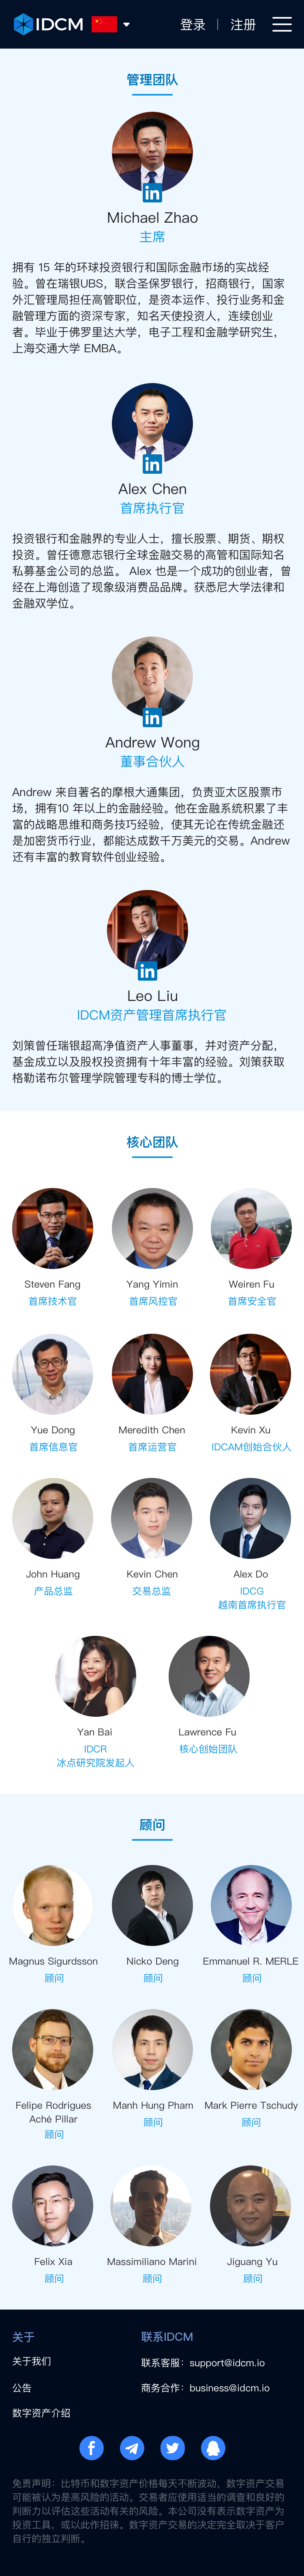 IDCM
登录
注册
管理团队
in
Michael Zhao
主席
拥有 15 年的环球投资银行和国际金融市场的实战经
验。曾在瑞银UBS，联合圣保罗银行，招商银行，国家
外汇管理局担任高管职位，是资本运作、投行业务和金
融管理方面的资深专家，知名天使投资人，连续创业
者。毕业于佛罗里达大学，电子工程和金融学研究生，
上海交通大学 EMBA。
in
Alex Chen
首席执行官
投资银行和金融界的专业人士，擅长股票、期货、期权
投资。曾任德意志银行全球金融交易的高管和国际知名
私募基金公司的总监。 Alex 也是一个成功的创业者，曾
经在上海创造了现象级消费品品牌。获悉尼大学法律和
金融双学位。
in
Andrew Wong
董事合伙人
Andrew 来自著名的摩根大通集团，负责亚太区股票市
场，拥有10 年以上的金融经验。他在金融系统积累了丰
富的战略思维和商务技巧经验，使其无论在传统金融还
是加密货币行业，都能达成数千万美元的交易。Andrew
还有丰富的教育软件创业经验。
in
Leo Liu
IDCM资产管理首席执行官
刘策曾任瑞银超高净值资产人事董事，并对资产分配，
基金成立以及股权投资拥有十年丰富的经验。刘策获取
格勒诺布尔管理学院管理专科的博士学位。
核心团队
Steven Fang
首席技术官
Yang Yimin
首席风控官
Weiren Fu
首席安全官
Yue Dong
首席信息官
Meredith Chen
首席运营官
Kevin Xu
IDCAM创始合伙人
John Huang
产品总监
Kevin Chen
交易总监
Alex Do
IDCG
越南首席执行官
Yan Bai
IDCR
冰点研究院发起人
Lawrence Fu
核心创始团队
顾问
Magnus Sigurdsson
顾问
Nicko Deng
顾问
Emmanuel R. MERLE
顾问
Felipe Rodrigues
Aché Pillar
顾问
Manh Hung Pham
顾问
Mark Pierre Tschudy
顾问
Felix Xia
顾问
Massimiliano Marini
顾问
Jiguang Yu
顾问
关于
关于我们
公告
数字资产介绍
联系IDCM
联系客服：support@idcm.io
商务合作：business@idcm.io
免责声明：比特币和数字资产价格每天不断波动，数字资产交易
可能被认为是高风险的活动。交易者应使用适当的调查和良好的
判断力以评估这些活动有关的风险。本公司没有表示数字资产为
投资工具，或以此作招徕。数字资产交易的决定完全取决于客户
自行的独立判断。